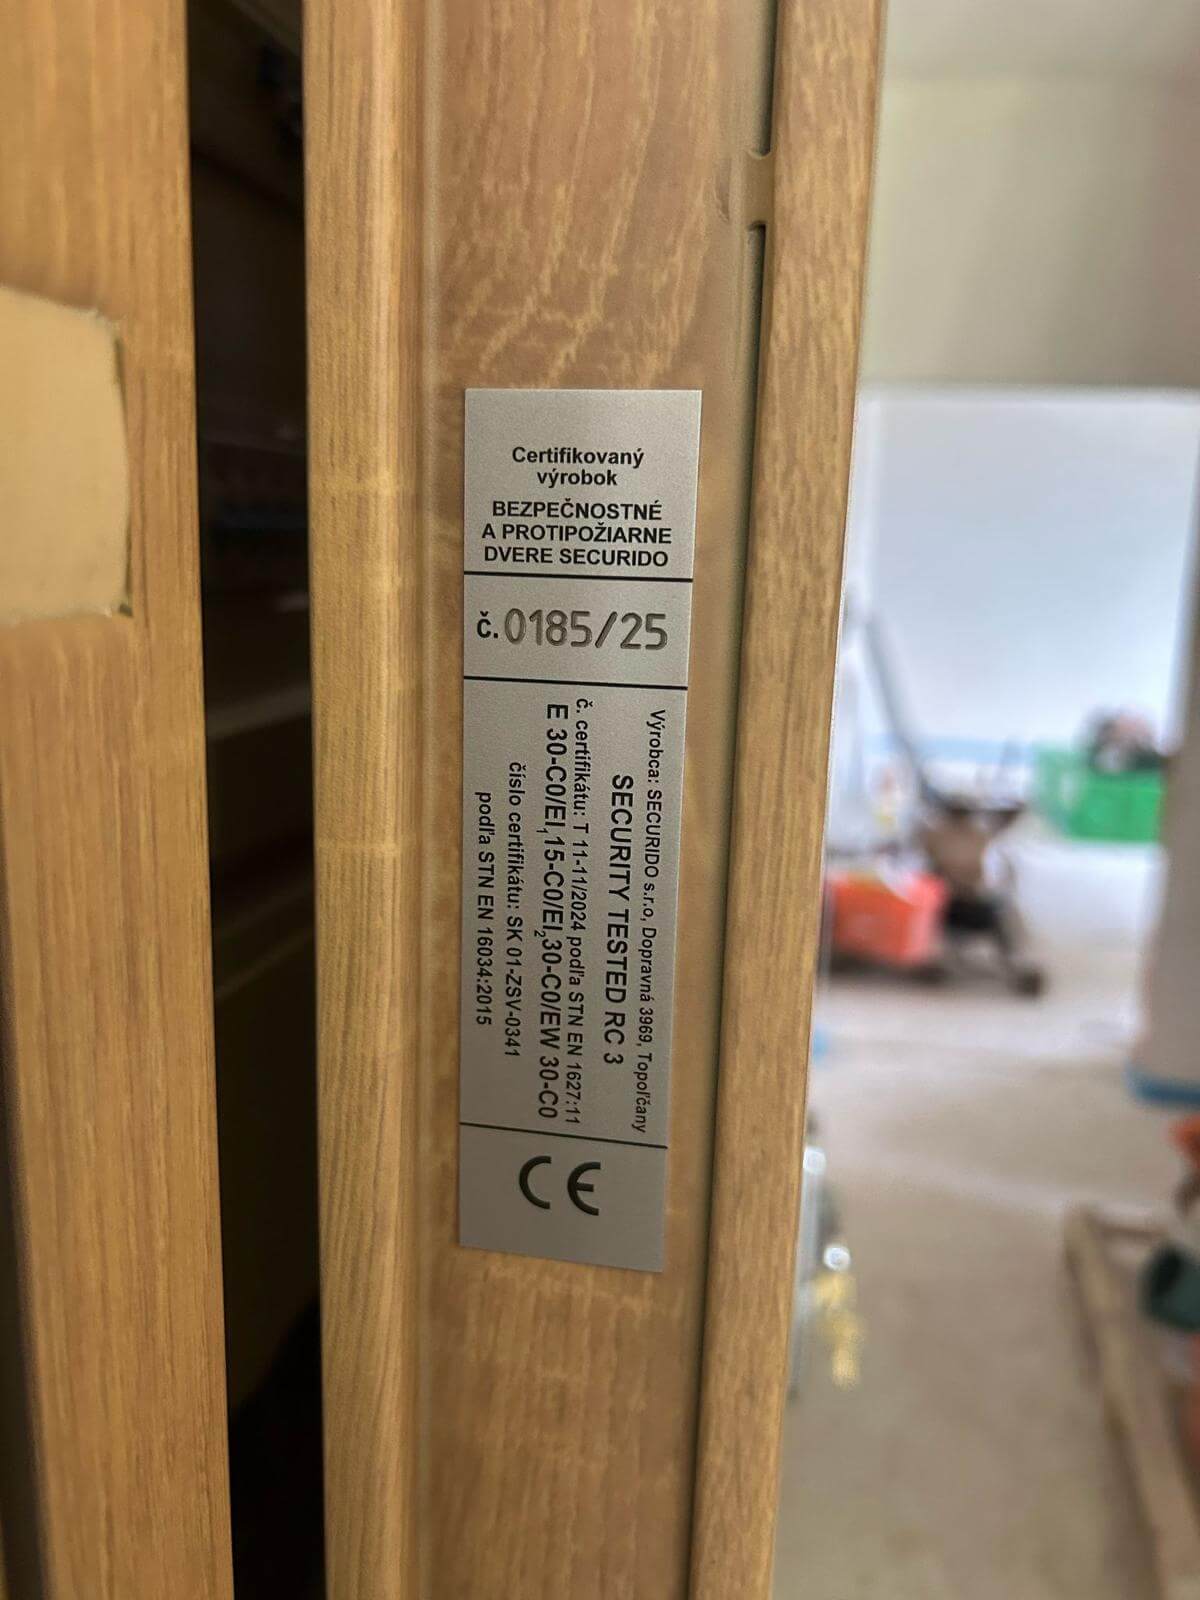 Certifikovaný
výrobok
BEZPEČNOSTNÉ
A PROTIPOŽIARNE
DVERE SECURIDO
č. 0185/25
Výrobca: SECURIDO s.r.o, Dopravná 3969, Topoľčany
SECURITY TESTED RC 3
č. certifikátu: T 11-11/2024 podľa STN EN 1627:11
E 30-C0/EI₁15-C0/EI₂30-C0/EW 30-C0
číslo certifikátu: SK 01-ZSV-0341
podľa STN EN 16034:2015
CE